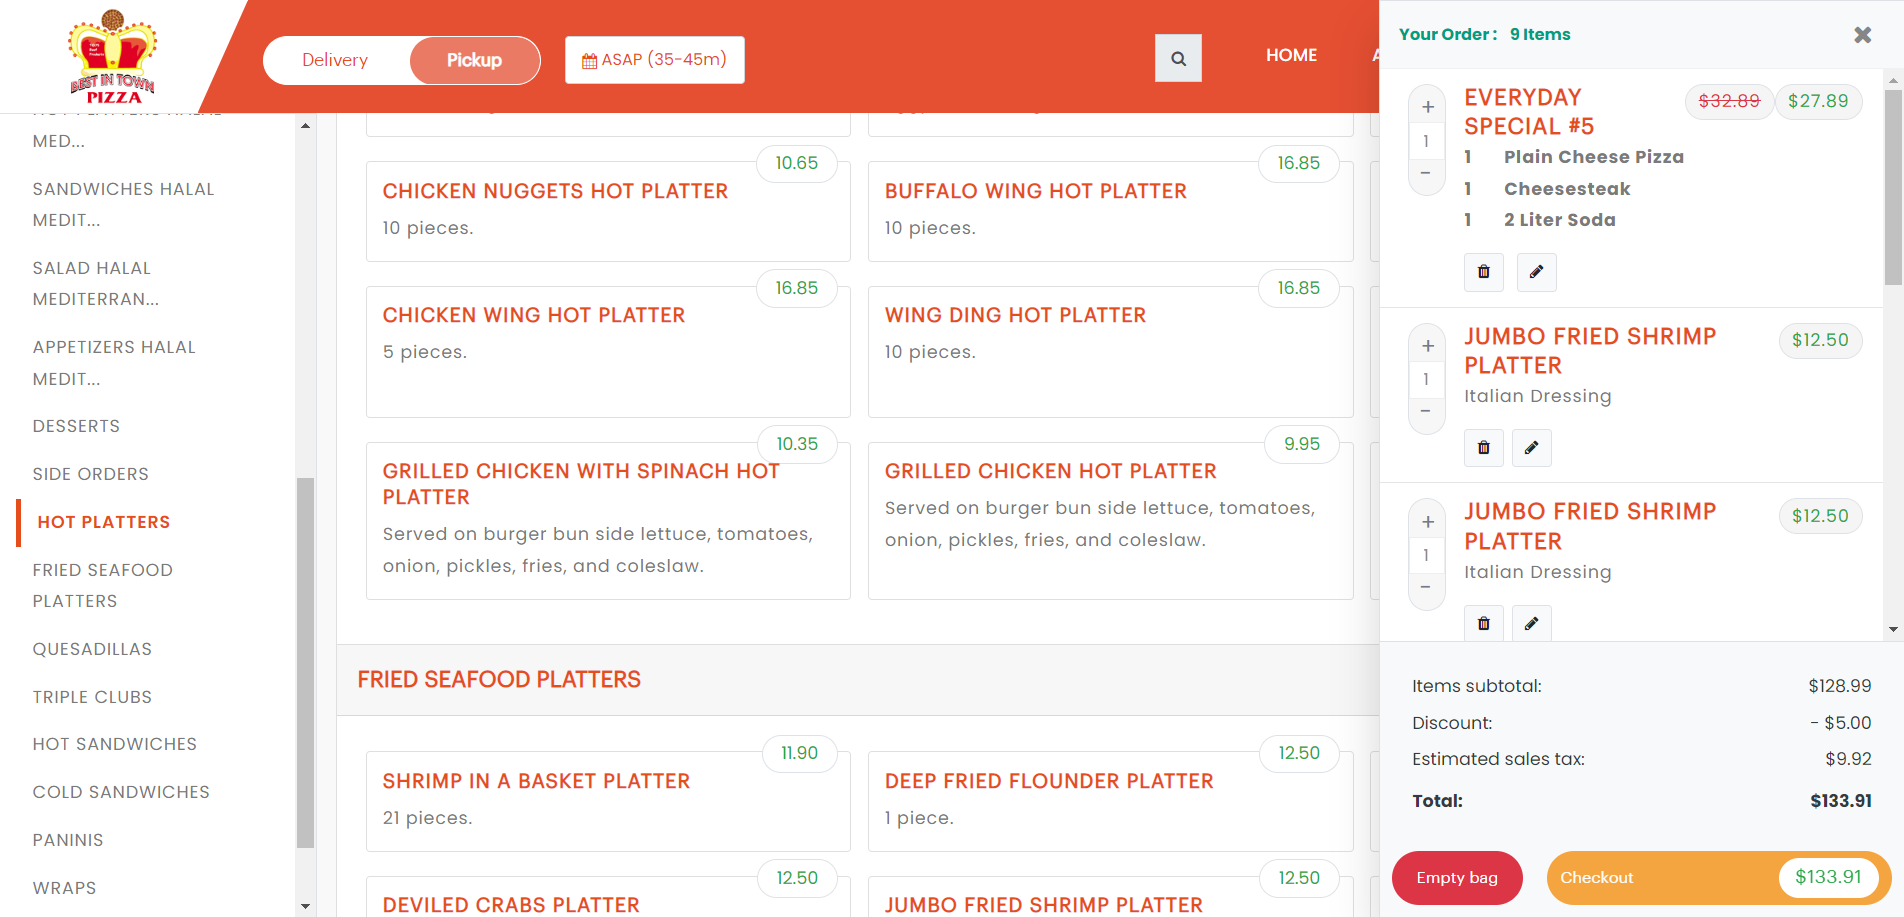 BEST IN TOWN
PIZZA
Delivery
Pickup
ASAP (35-45m)
HOME
Your Order : 9 Items
MED...
SANDWICHES HALAL
MEDIT...
SALAD HALAL
MEDITERRAN...
APPETIZERS HALAL
MEDIT...
DESSERTS
SIDE ORDERS
HOT PLATTERS
FRIED SEAFOOD
PLATTERS
QUESADILLAS
TRIPLE CLUBS
HOT SANDWICHES
COLD SANDWICHES
PANINIS
WRAPS
10.65
CHICKEN NUGGETS HOT PLATTER
10 pieces.
16.85
BUFFALO WING HOT PLATTER
10 pieces.
16.85
CHICKEN WING HOT PLATTER
5 pieces.
16.85
WING DING HOT PLATTER
10 pieces.
10.35
GRILLED CHICKEN WITH SPINACH HOT
PLATTER
Served on burger bun side lettuce, tomatoes,
onion, pickles, fries, and coleslaw.
9.95
GRILLED CHICKEN HOT PLATTER
Served on burger bun side lettuce, tomatoes,
onion, pickles, fries, and coleslaw.
FRIED SEAFOOD PLATTERS
11.90
SHRIMP IN A BASKET PLATTER
21 pieces.
12.50
DEEP FRIED FLOUNDER PLATTER
1 piece.
12.50
DEVILED CRABS PLATTER
12.50
JUMBO FRIED SHRIMP PLATTER
+
1
−
EVERYDAY
SPECIAL #5
$32.89 $27.89
1 Plain Cheese Pizza
1 Cheesesteak
1 2 Liter Soda
+
1
−
JUMBO FRIED SHRIMP
PLATTER
$12.50
Italian Dressing
+
1
−
JUMBO FRIED SHRIMP
PLATTER
$12.50
Italian Dressing
Items subtotal: $128.99
Discount: - $5.00
Estimated sales tax: $9.92
Total: $133.91
Empty bag
Checkout $133.91